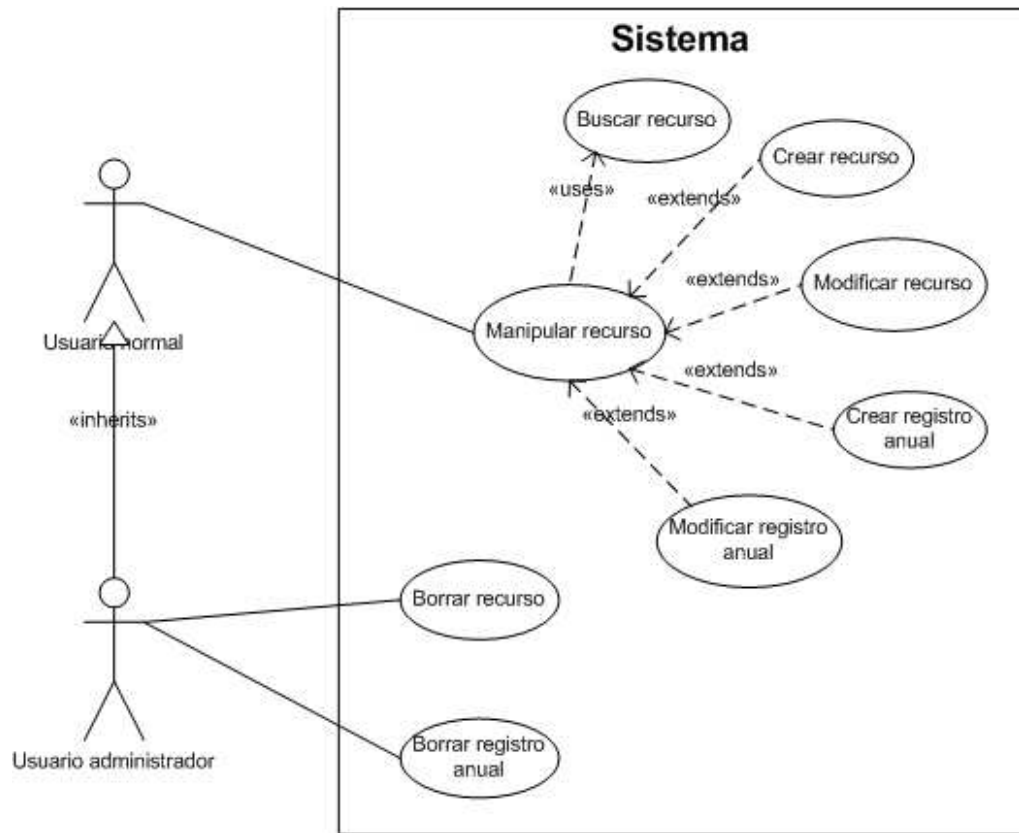 Sistema
Buscar recurso
Crear recurso
«uses»
«extends»
«extends»
Modificar recurso
Manipular recurso
Usuario normal
«extends»
«inherits»
«extends»
Crear registro
anual
Modificar registro
anual
Borrar recurso
Usuario administrador
Borrar registro
anual